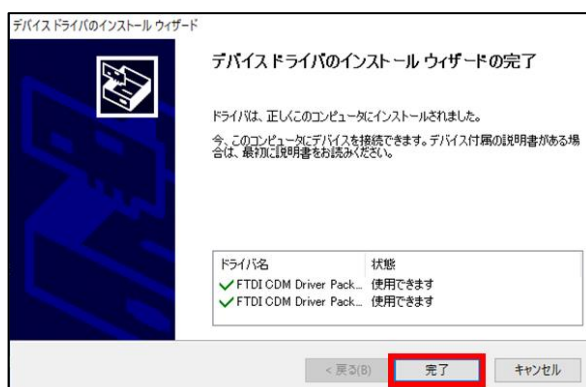 デバイス ドライバのインストール ウィザード
デバイス ドライバのインストール ウィザードの完了
ドライバは、正しくこのコンピュータにインストールされました。
今、このコンピュータにデバイスを接続できます。デバイス付属の説明書がある場
合は、最初に説明書をお読みください。
ドライバ名 状態
FTDI CDM Driver Pack... 使用できます
FTDI CDM Driver Pack... 使用できます
< 戻る(B) 完了 キャンセル